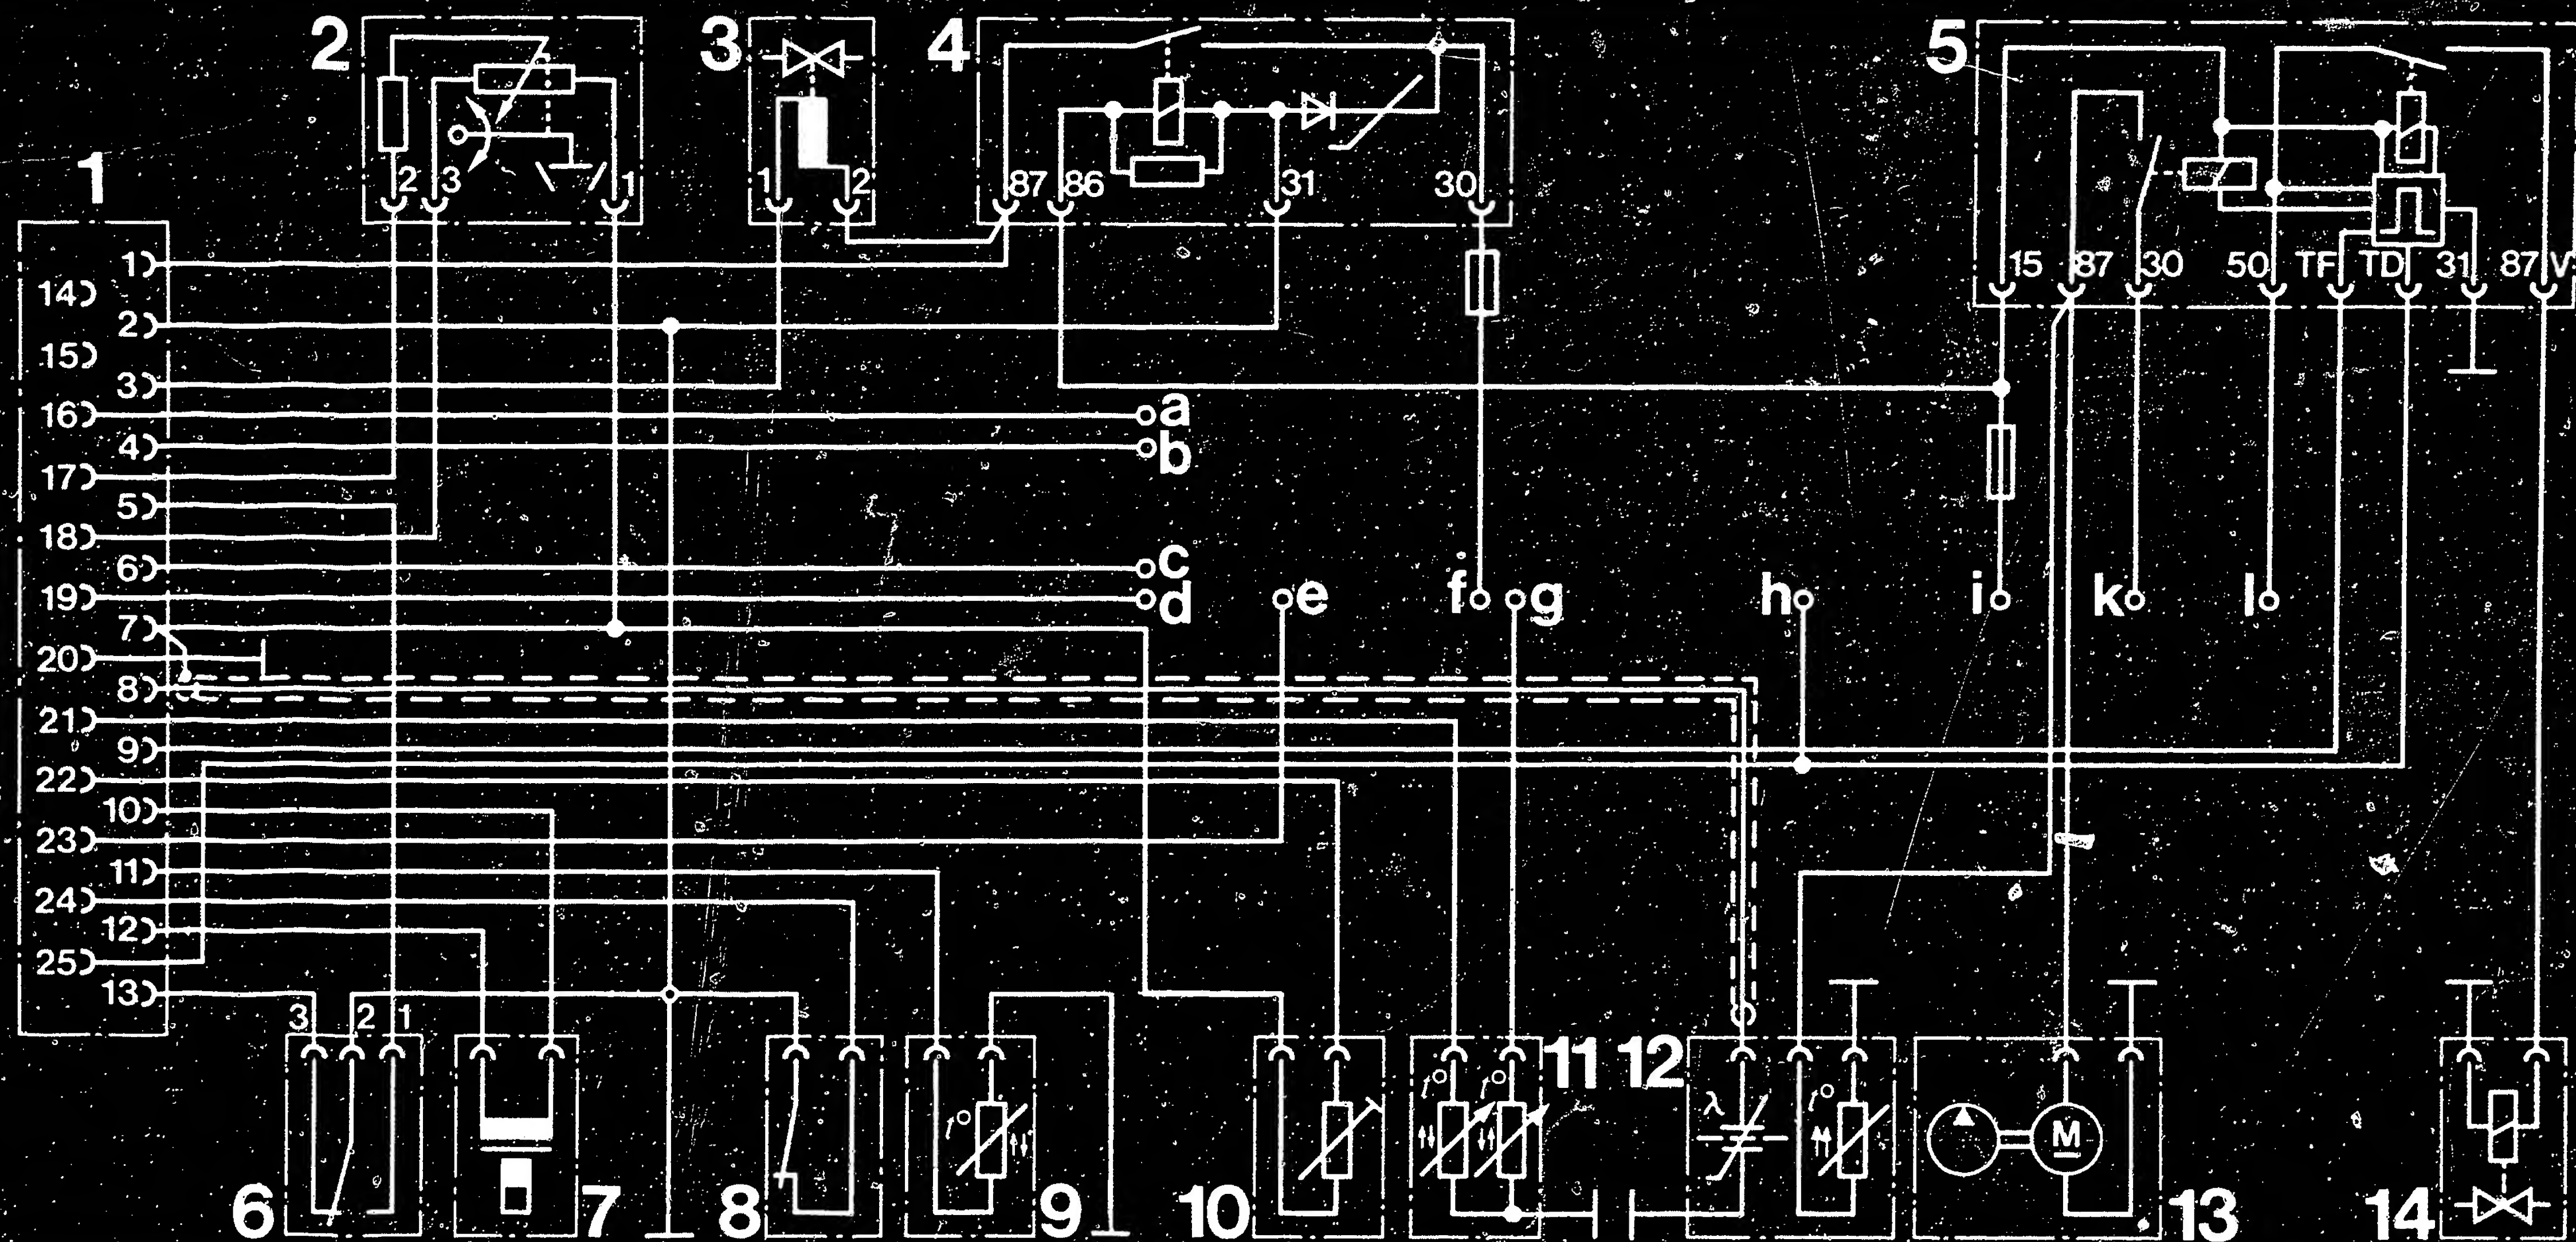 2 3 4 5
1
2 3 1
1 2
87 86 31 30
15 87 30 50 TF TD 31 87V
1
14
2
15
3
16 a
4 b
17
5
18
6 c
19 d e f g h i k l
7
20
8
21
9
22
10
23
11
24
12
25
13
3 2 1
11 12
t° t° λ t°
t° M
6 7 8 9 10 13 14